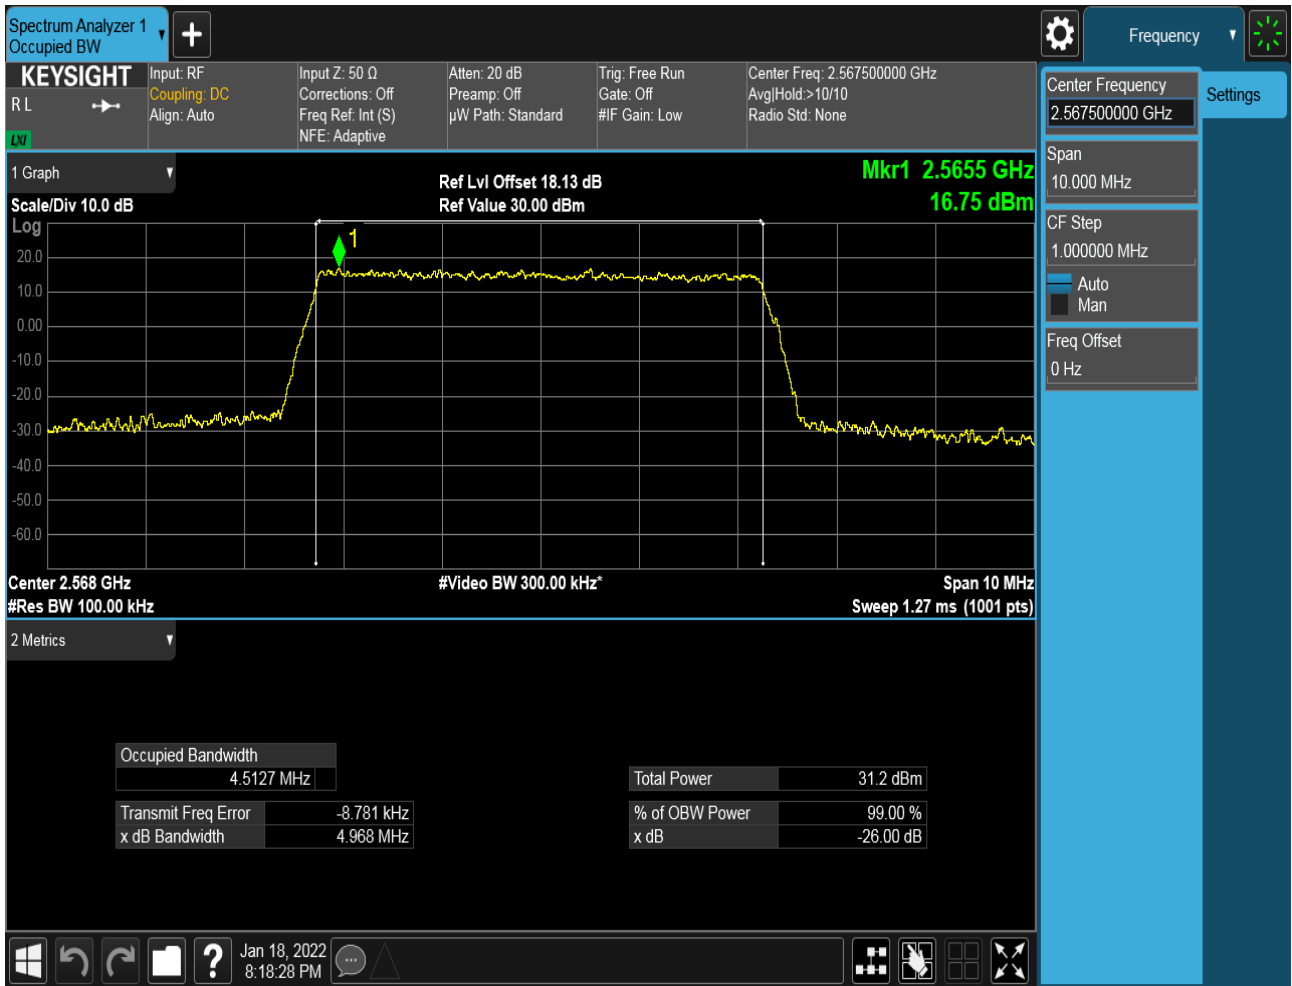 Spectrum Analyzer 1
Occupied BW
Frequency
KEYSIGHT
R L
LXI
Input: RF
Coupling: DC
Align: Auto
Input Z: 50 Ω
Corrections: Off
Freq Ref: Int (S)
NFE: Adaptive
Atten: 20 dB
Preamp: Off
µW Path: Standard
Trig: Free Run
Gate: Off
#IF Gain: Low
Center Freq: 2.567500000 GHz
Avg|Hold:>10/10
Radio Std: None
Center Frequency
2.567500000 GHz
Settings
Span
10.000 MHz
CF Step
1.000000 MHz
Auto
Man
Freq Offset
0 Hz
1 Graph
Scale/Div 10.0 dB
Ref Lvl Offset 18.13 dB
Ref Value 30.00 dBm
Mkr1 2.5655 GHz
16.75 dBm
Log
1
20.0
10.0
0.00
-10.0
-20.0
-30.0
-40.0
-50.0
-60.0
Center 2.568 GHz
#Video BW 300.00 kHz*
Span 10 MHz
#Res BW 100.00 kHz
Sweep 1.27 ms (1001 pts)
2 Metrics
Occupied Bandwidth
4.5127 MHz
Total Power 31.2 dBm
Transmit Freq Error -8.781 kHz
% of OBW Power 99.00 %
x dB Bandwidth 4.968 MHz
x dB -26.00 dB
?
Jan 18, 2022
8:18:28 PM